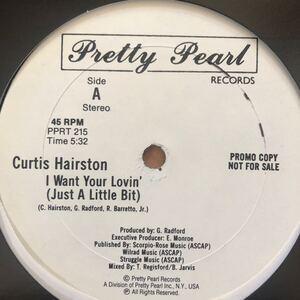 Pretty Pearl
RECORDS
Side
A
Stereo
45 RPM
PPRT 215
Time 5:32
PROMO COPY
NOT FOR SALE
Curtis Hairston
I Want Your Lovin'
(Just A Little Bit)
(C. Hairston, G. Radford, R. Barretto, Jr.)
Produced by: G. Radford
Executive Producer: E. Monroe
Published By: Scorpio-Rose Music (ASCAP)
Wilrad Music (ASCAP)
Struggle Music (ASCAP)
Mixed By: T. Regisford/B. Jarvis
© Pretty Pearl Records
A Division of Pretty Pearl Inc., N.Y., USA
℗ Pretty Pearl Records